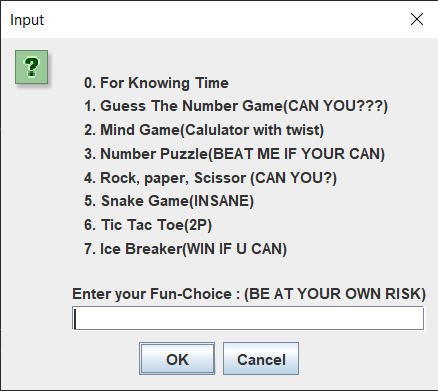 Input
0. For Knowing Time
1. Guess The Number Game(CAN YOU???)
2. Mind Game(Calulator with twist)
3. Number Puzzle(BEAT ME IF YOUR CAN)
4. Rock, paper, Scissor (CAN YOU?)
5. Snake Game(INSANE)
6. Tic Tac Toe(2P)
7. Ice Breaker(WIN IF U CAN)
Enter your Fun-Choice : (BE AT YOUR OWN RISK)
OK Cancel